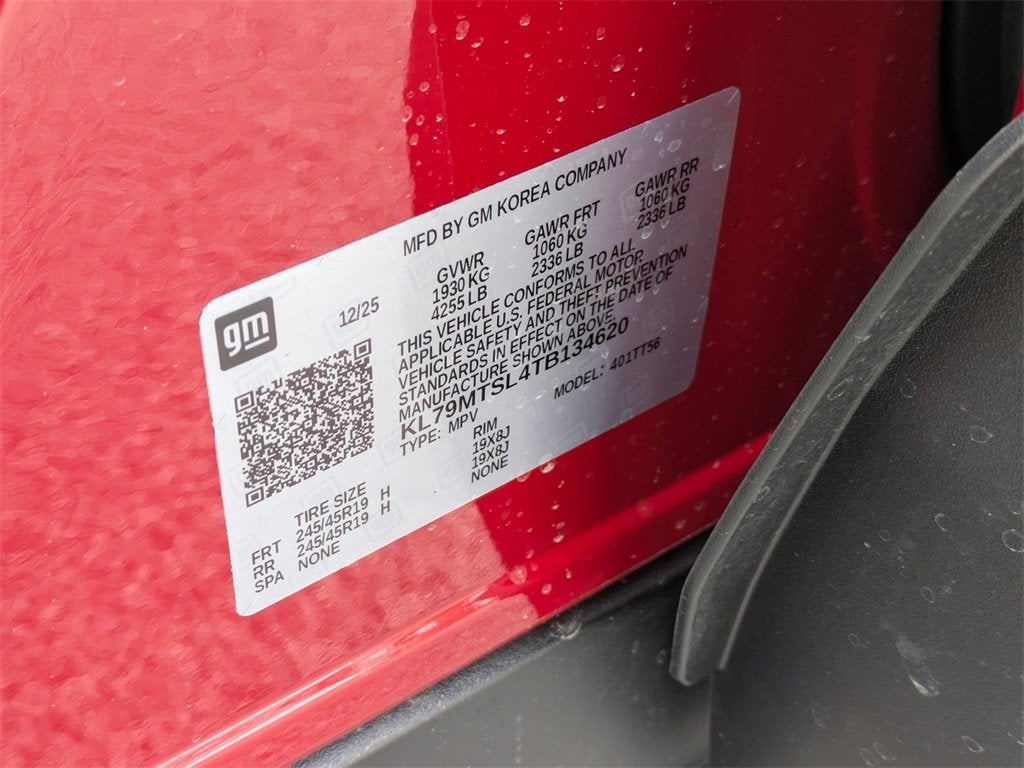 MFD BY GM KOREA COMPANY
gm
12/25
GVWR GAWR FRT GAWR RR
1930 KG 1060 KG 1060 KG
4255 LB 2336 LB 2336 LB
THIS VEHICLE CONFORMS TO ALL
APPLICABLE U.S. FEDERAL MOTOR
VEHICLE SAFETY AND THEFT PREVENTION
STANDARDS IN EFFECT ON THE DATE OF
MANUFACTURE SHOWN ABOVE.
KL79MTSL4TB134620
TYPE: MPV MODEL: 401TT56
TIRE SIZE RIM
FRT 245/45R19 H 19X8J
RR 245/45R19 H 19X8J
SPA NONE NONE